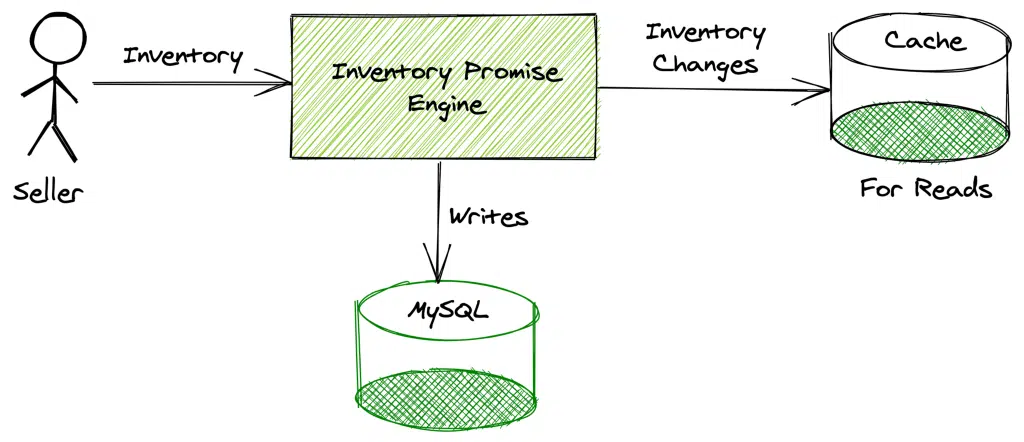 Inventory
Inventory Promise
Engine
Inventory
Changes
Cache
For Reads
Seller
Writes
MySQL